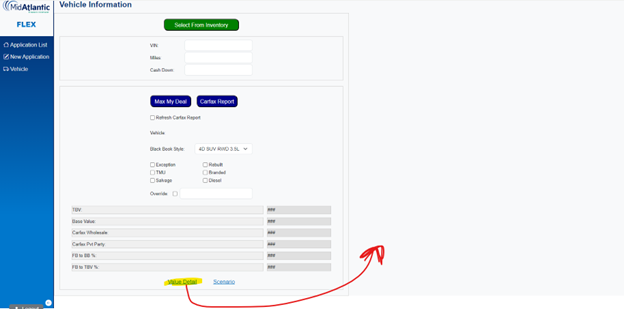 MidAtlantic
FLEX
Application List
New Application
Vehicle
Vehicle Information
Select From Inventory
VIN:
Miles:
Cash Down:
Max My Deal Carfax Report
Refresh Carfax Report
Vehicle:
Black Book Style: 4D SUV RWD 3.5L
Exception Rebuilt
TMU Branded
Salvage Diesel
Override:
TBV: ###
Base Value: ###
Carfax Wholesale: ###
Carfax Pvt Party: ###
FB to BB %: ###
FB to TBV %: ###
Value Detail Scenario